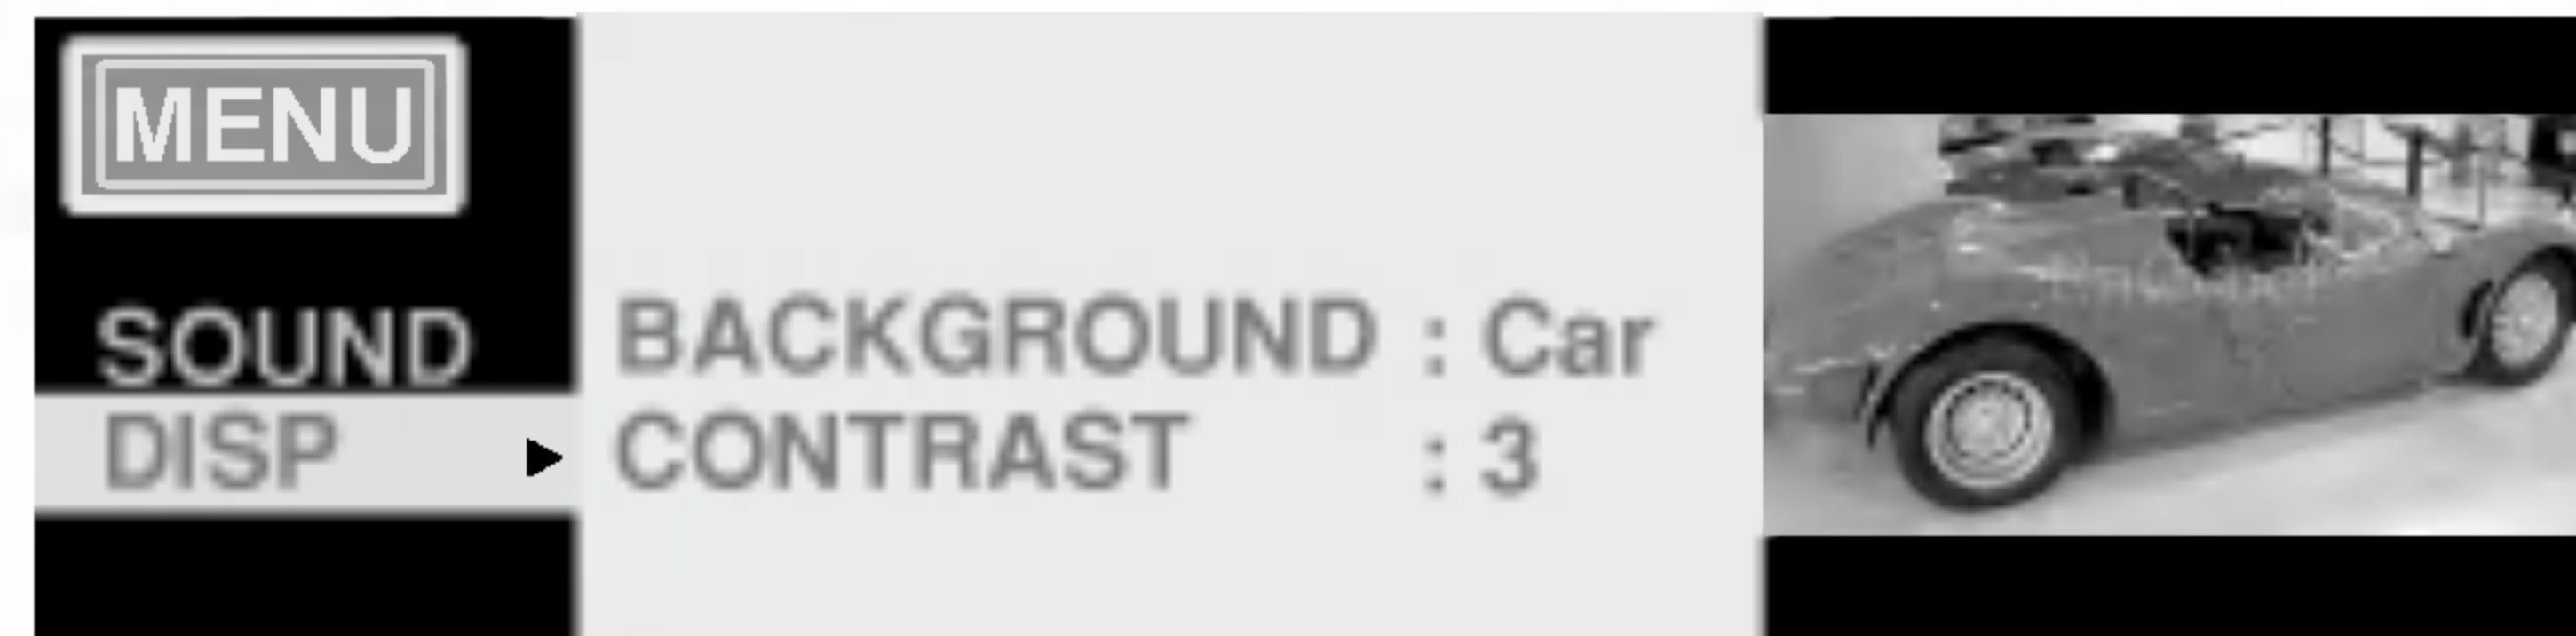 MENU
SOUND
BACKGROUND : Car
DISP ▶ CONTRAST : 3